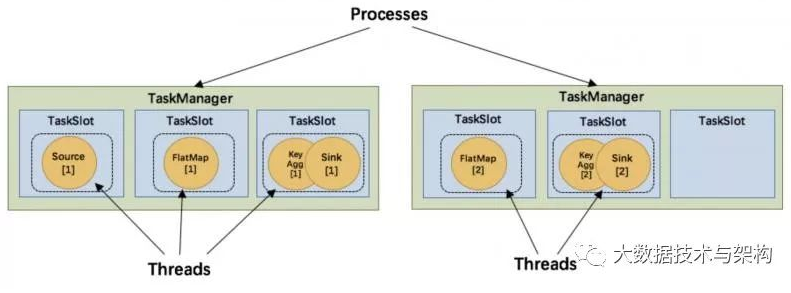 Processes
TaskManager
TaskSlot
Source
[1]
TaskSlot
FlatMap
[1]
TaskSlot
Key
Agg
[1]
Sink
[1]
TaskManager
TaskSlot
FlatMap
[2]
TaskSlot
Key
Agg
[2]
Sink
[2]
TaskSlot
Threads
Threads
大数据技术与架构